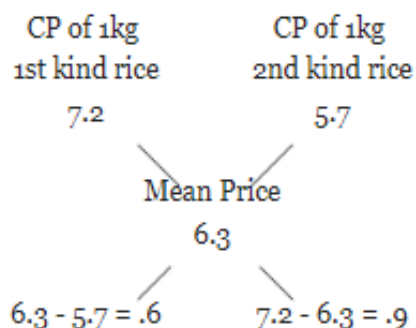 CP of 1kg CP of 1kg
1st kind rice 2nd kind rice
7.2 5.7
Mean Price
6.3
6.3 - 5.7 = .6 7.2 - 6.3 = .9